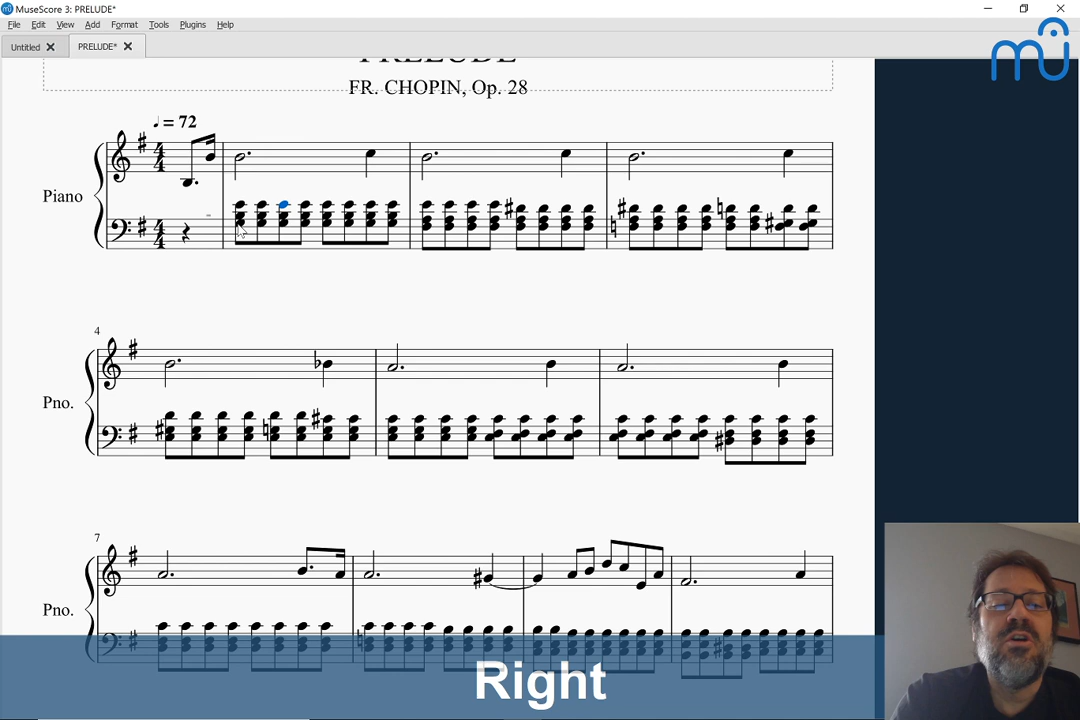 MuseScore 3: PRELUDE*
File Edit View Add Format Tools Plugins Help
Untitled PRELUDE*
PRELUDE
FR. CHOPIN, Op. 28
= 72
Piano
4
Pno.
7
Pno.
Right